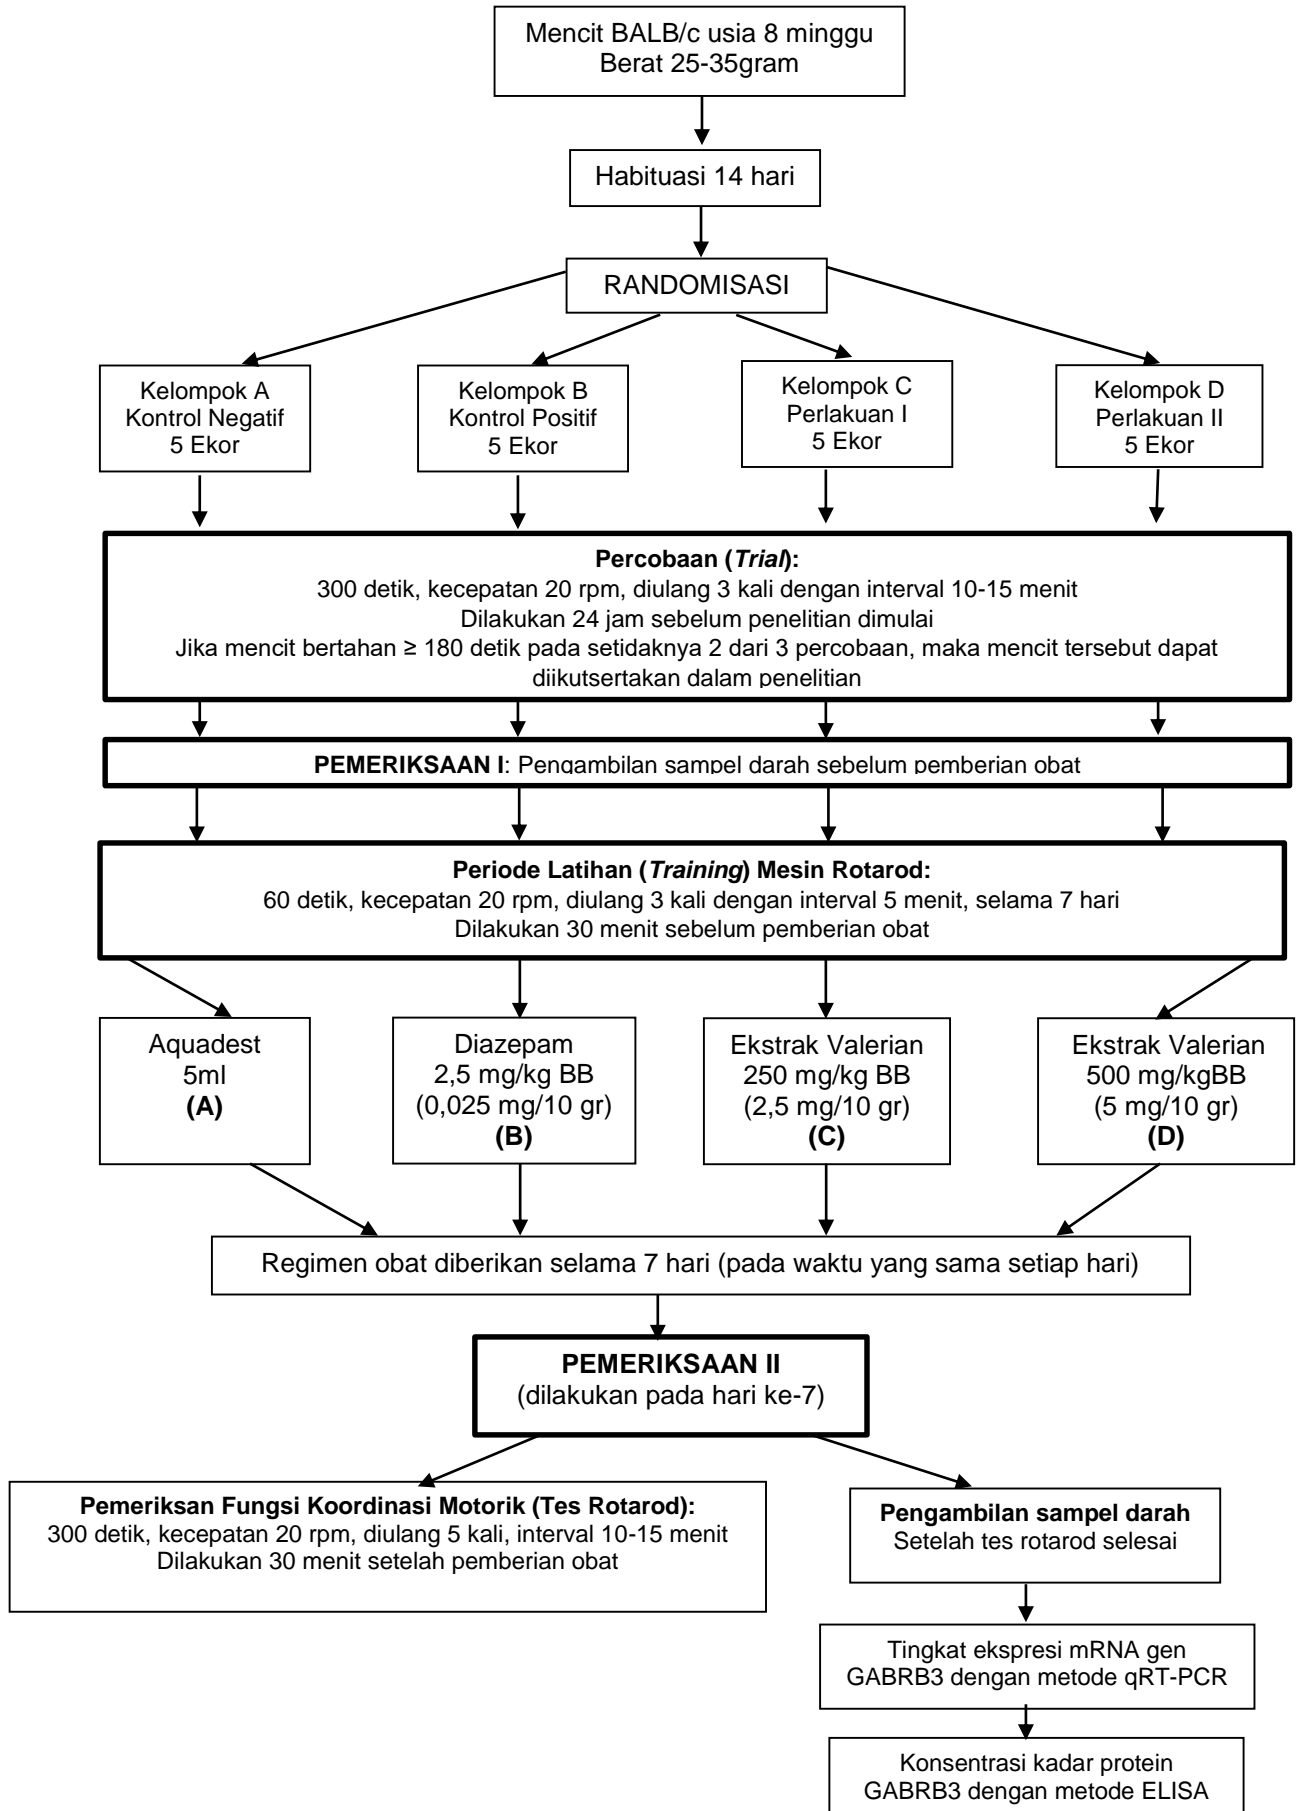 Mencit BALB/c usia 8 minggu
Berat 25-35gram
Habituasi 14 hari
RANDOMISASI
Kelompok A
Kontrol Negatif
5 Ekor
Kelompok B
Kontrol Positif
5 Ekor
Kelompok C
Perlakuan I
5 Ekor
Kelompok D
Perlakuan II
5 Ekor
Percobaan (Trial):
300 detik, kecepatan 20 rpm, diulang 3 kali dengan interval 10-15 menit
Dilakukan 24 jam sebelum penelitian dimulai
Jika mencit bertahan ≥ 180 detik pada setidaknya 2 dari 3 percobaan, maka mencit tersebut dapat
diikutsertakan dalam penelitian
PEMERIKSAAN I: Pengambilan sampel darah sebelum pemberian obat
Periode Latihan (Training) Mesin Rotarod:
60 detik, kecepatan 20 rpm, diulang 3 kali dengan interval 5 menit, selama 7 hari
Dilakukan 30 menit sebelum pemberian obat
Aquadest
5ml
(A)
Diazepam
2,5 mg/kg BB
(0,025 mg/10 gr)
(B)
Ekstrak Valerian
250 mg/kg BB
(2,5 mg/10 gr)
(C)
Ekstrak Valerian
500 mg/kgBB
(5 mg/10 gr)
(D)
Regimen obat diberikan selama 7 hari (pada waktu yang sama setiap hari)
PEMERIKSAAN II
(dilakukan pada hari ke-7)
Pemeriksan Fungsi Koordinasi Motorik (Tes Rotarod):
300 detik, kecepatan 20 rpm, diulang 5 kali, interval 10-15 menit
Dilakukan 30 menit setelah pemberian obat
Pengambilan sampel darah
Setelah tes rotarod selesai
Tingkat ekspresi mRNA gen
GABRB3 dengan metode qRT-PCR
Konsentrasi kadar protein
GABRB3 dengan metode ELISA